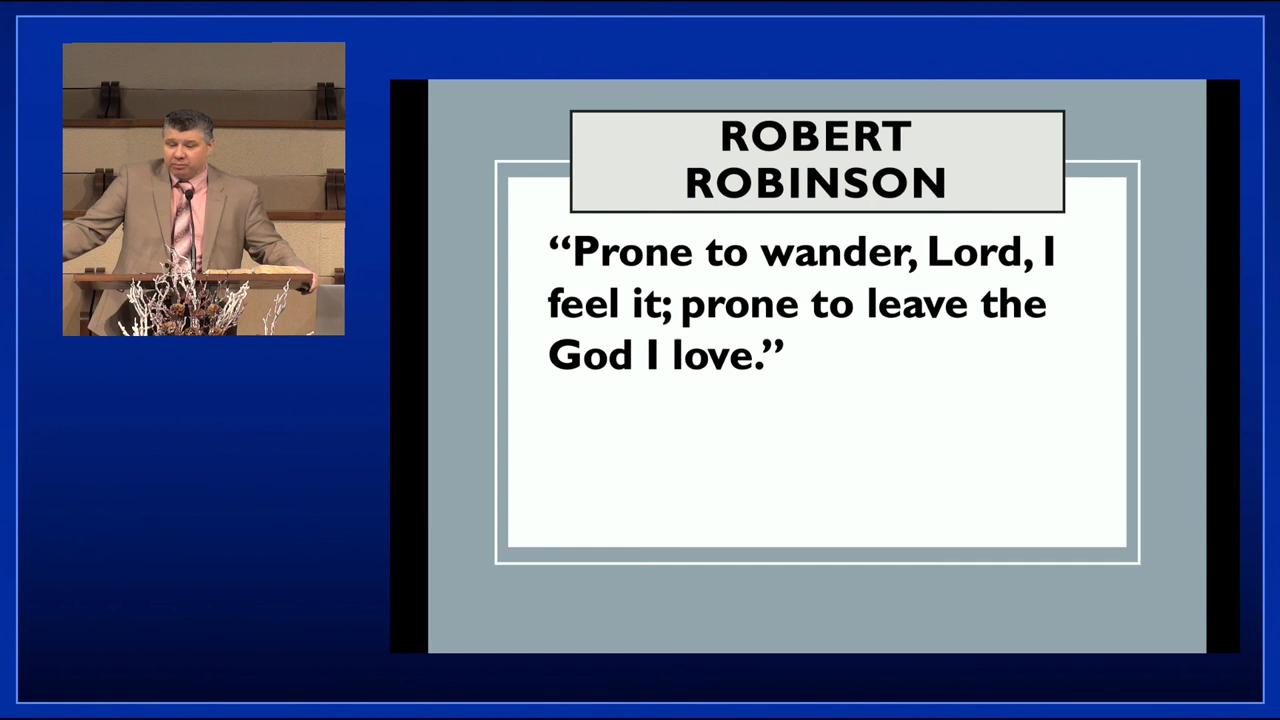 ROBERT
ROBINSON
“Prone to wander, Lord, I
feel it; prone to leave the
God I love.”